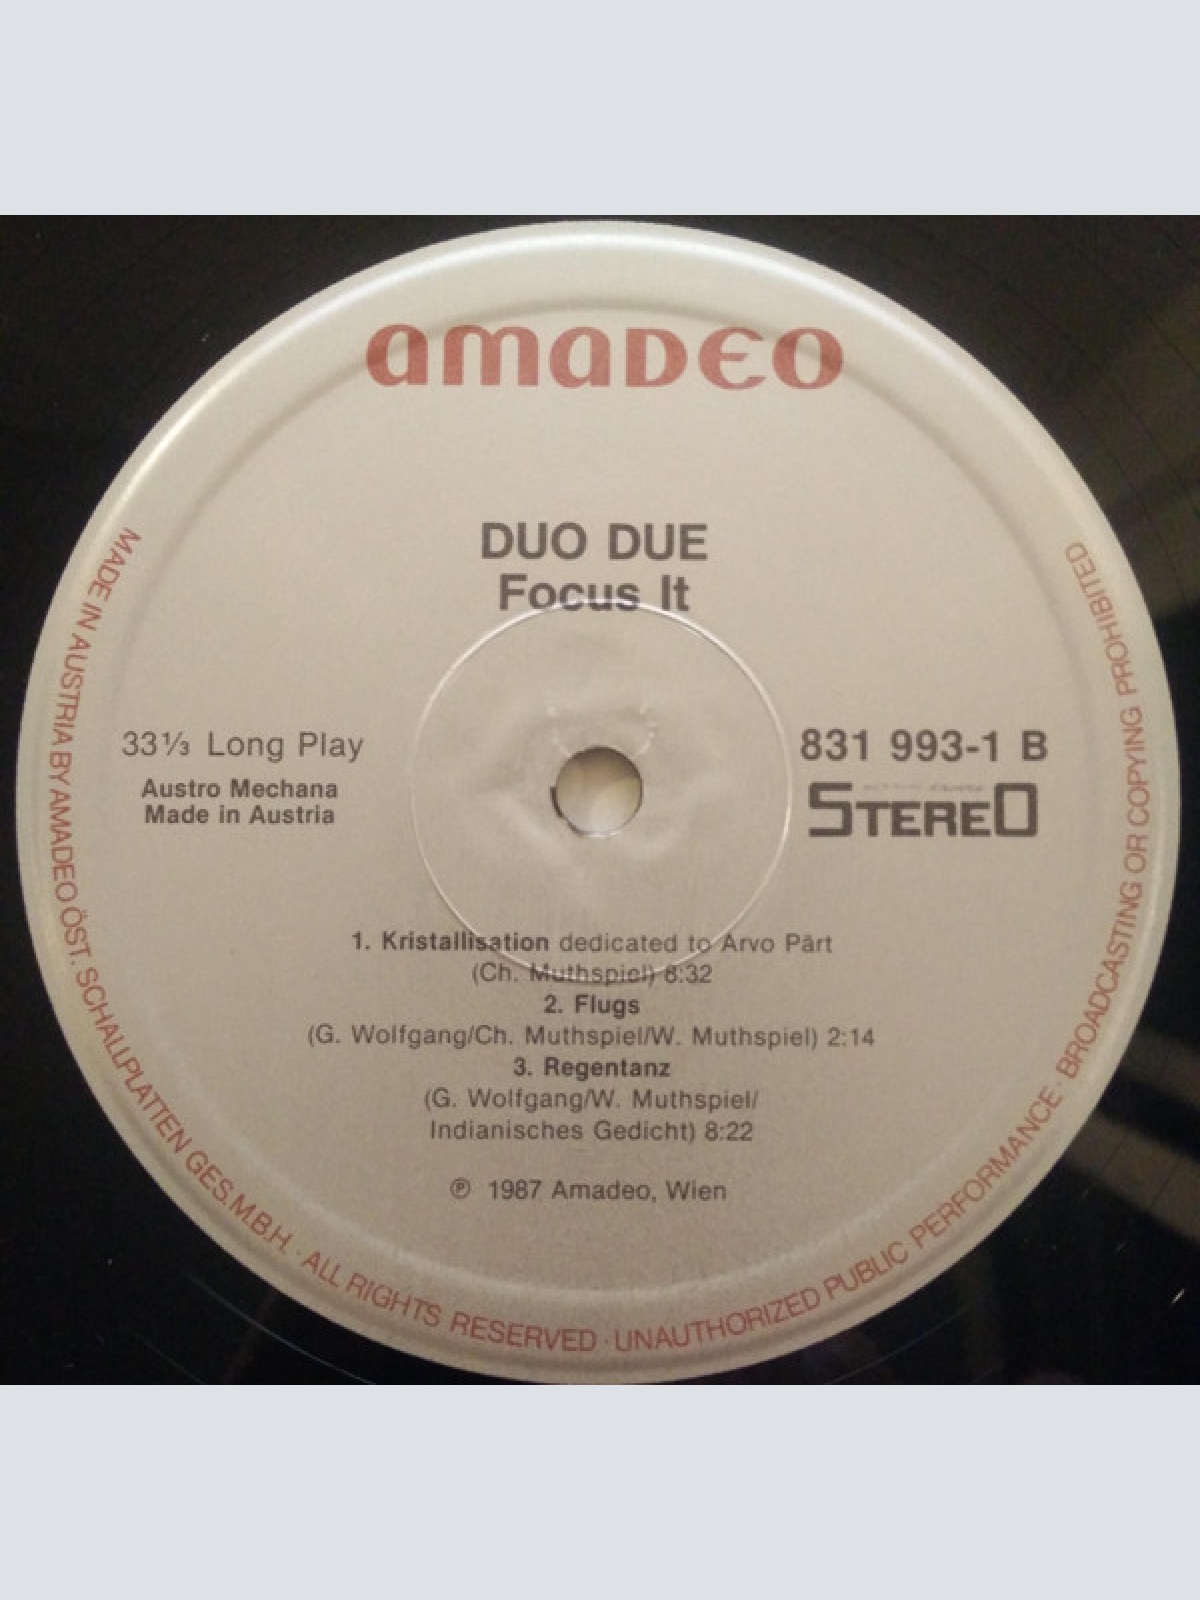 amadeo
DUO DUE
Focus It
33⅓ Long Play
Austro Mechana
Made in Austria
831 993-1 B
STEREO
1. Kristallisation dedicated to Arvo Pärt
(Ch. Muthspiel) 8:32
2. Flugs
(G. Wolfgang/Ch. Muthspiel/W. Muthspiel) 2:14
3. Regentanz
(G. Wolfgang/W. Muthspiel/
Indianisches Gedicht) 8:22
℗ 1987 Amadeo, Wien
MADE IN AUSTRIA BY AMADEO ÖST. SCHALLPLATTEN GES.M.B.H. · ALL RIGHTS RESERVED · UNAUTHORIZED PUBLIC PERFORMANCE · BROADCASTING OR COPYING PROHIBITED